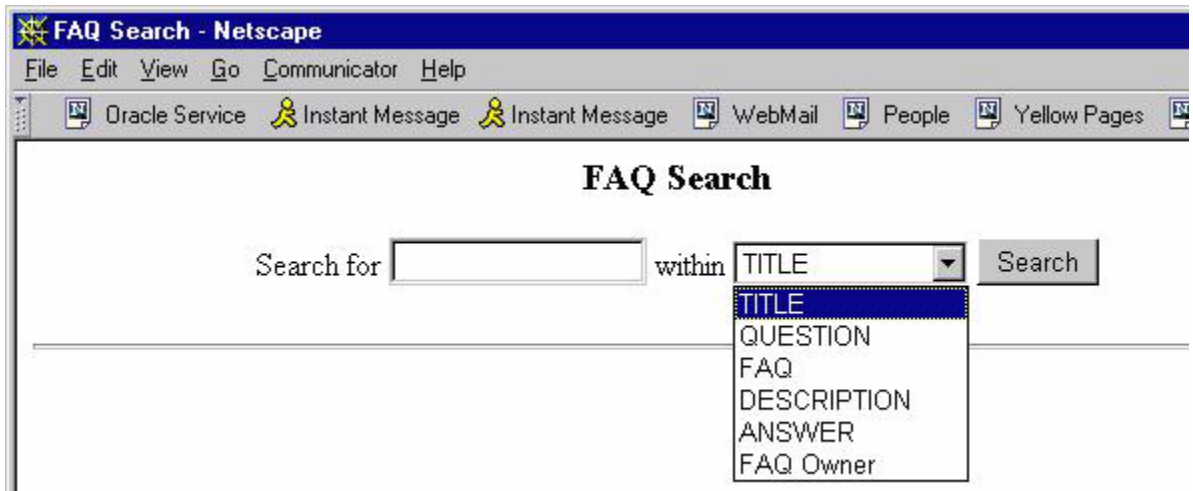 FAQ Search - Netscape
File Edit View Go Communicator Help
Oracle Service Instant Message Instant Message WebMail People Yellow Pages
FAQ Search
Search for within TITLE Search
TITLE
QUESTION
FAQ
DESCRIPTION
ANSWER
FAQ Owner